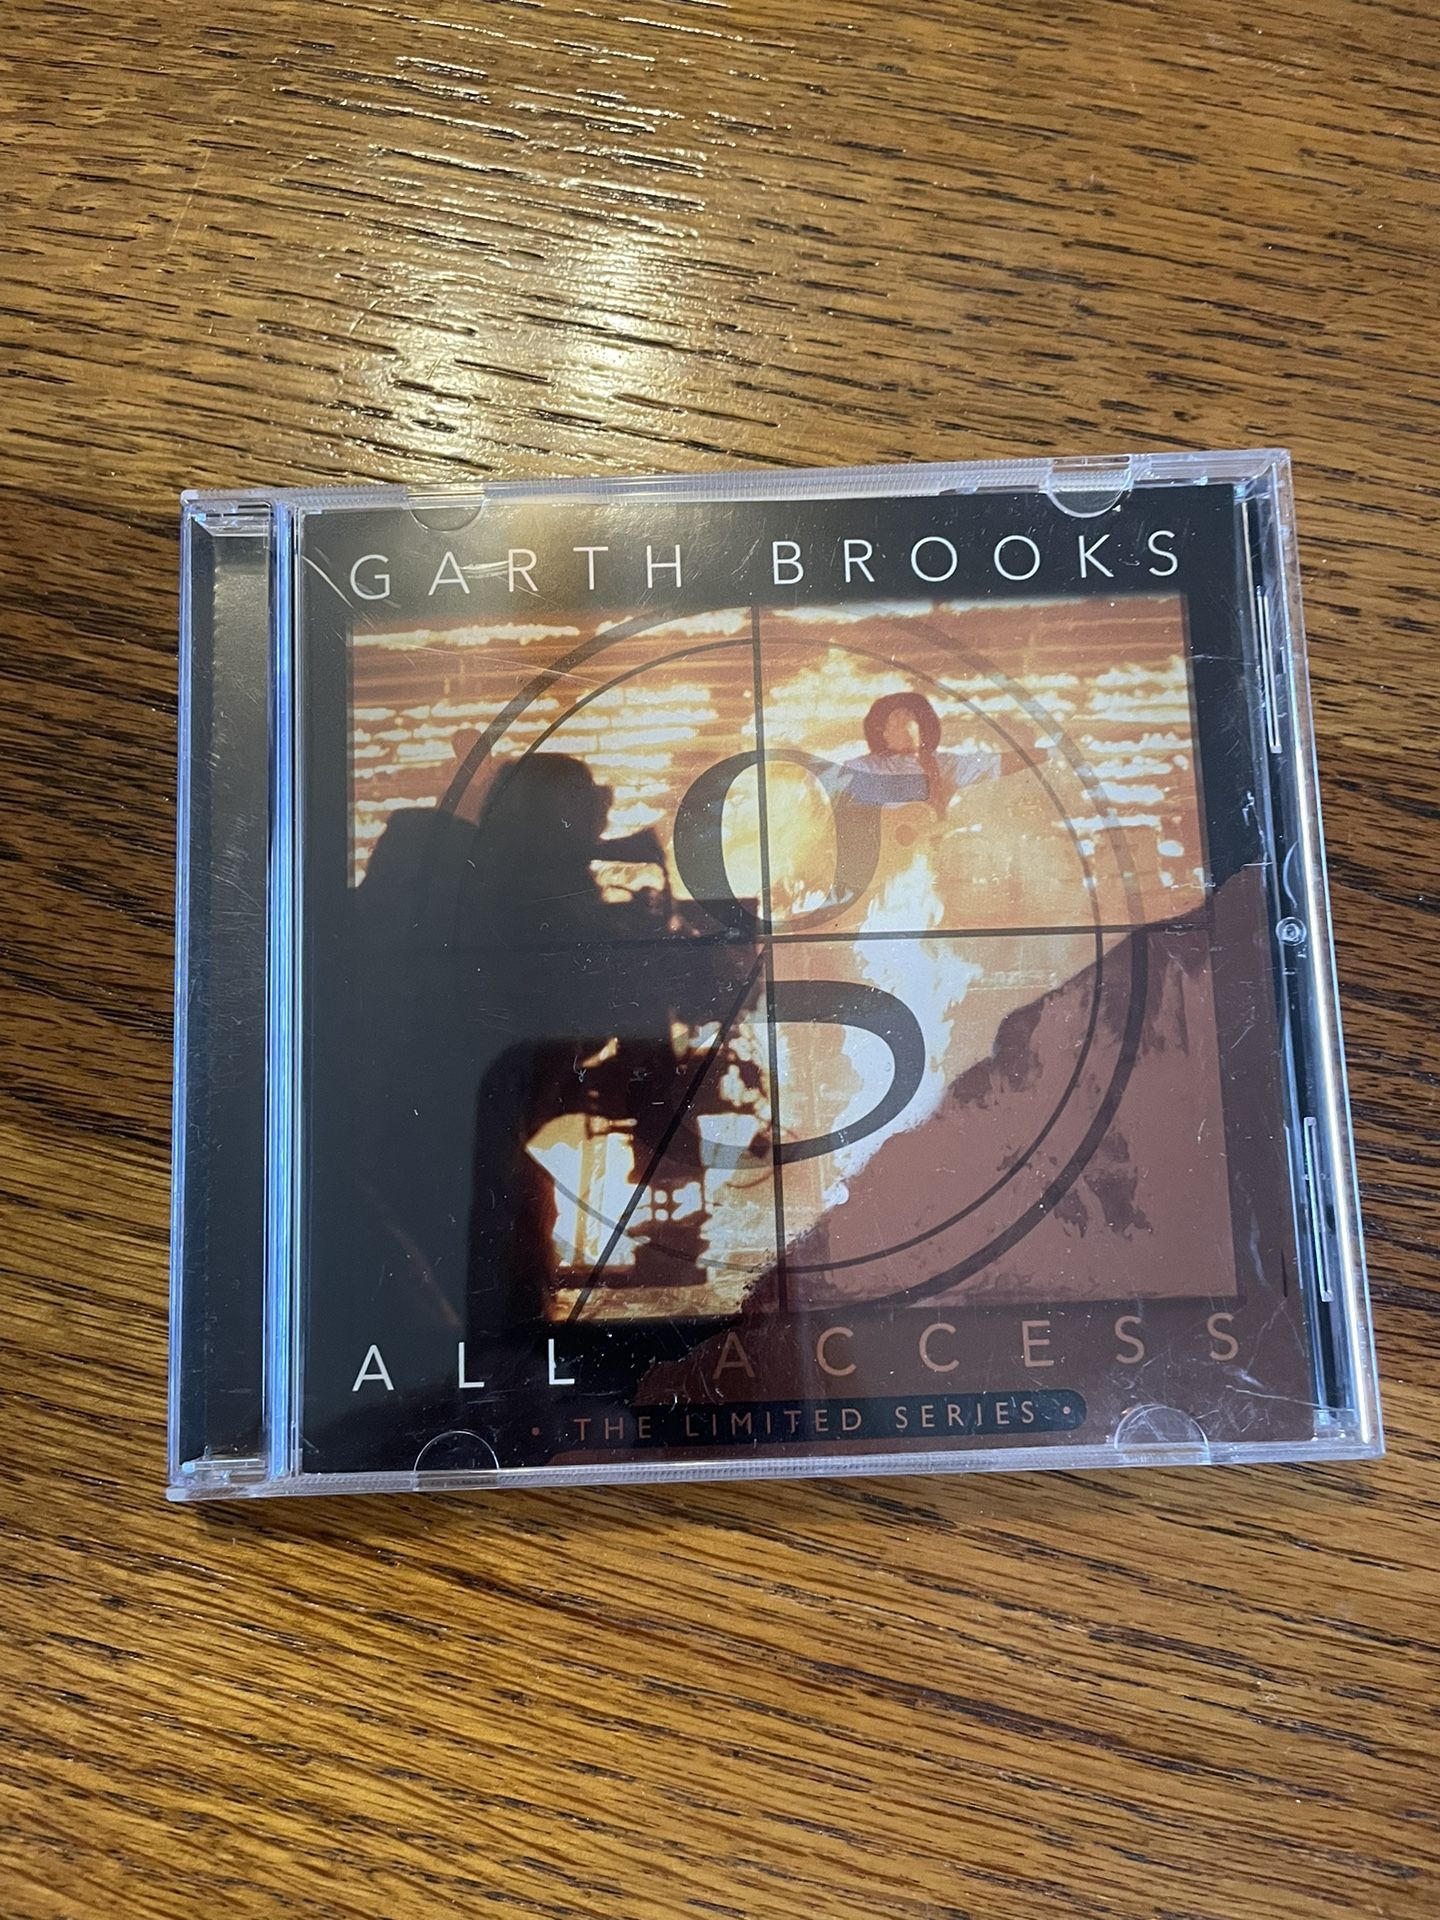 GARTH BROOKS
g
ALL ACCESS
• THE LIMITED SERIES •